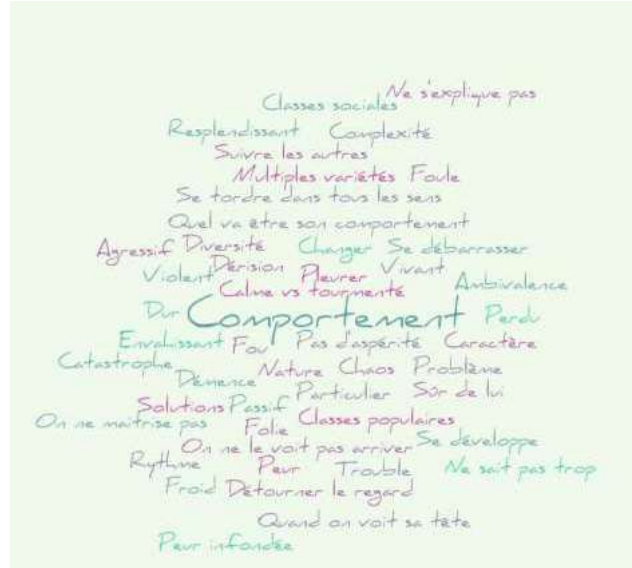 Ne s'explique pas
Classes sociales
Resplendissant Complexité
Suivre les autres
Multiples variétés Foule
Se tordre dans tous les sens
Quel va être son comportement
Agressif Diversité Changer Se débarrasser
Violent Dérision Pleurer Vivant Ambivalence
Calme vs tourmenté
Dur Comportement Perdu
Envahissant Fou Pas d'aspérité Caractère
Catastrophe Nature Chaos Problème
Démence Particulier Sûr de lui
Solutions Passif
On ne maitrise pas Folie Classes populaires
On ne le voit pas arriver Se développe
Rythme Peur Trouble Ne sait pas trop
Froid Détourner le regard
Quand on voit sa tête
Peur infondée